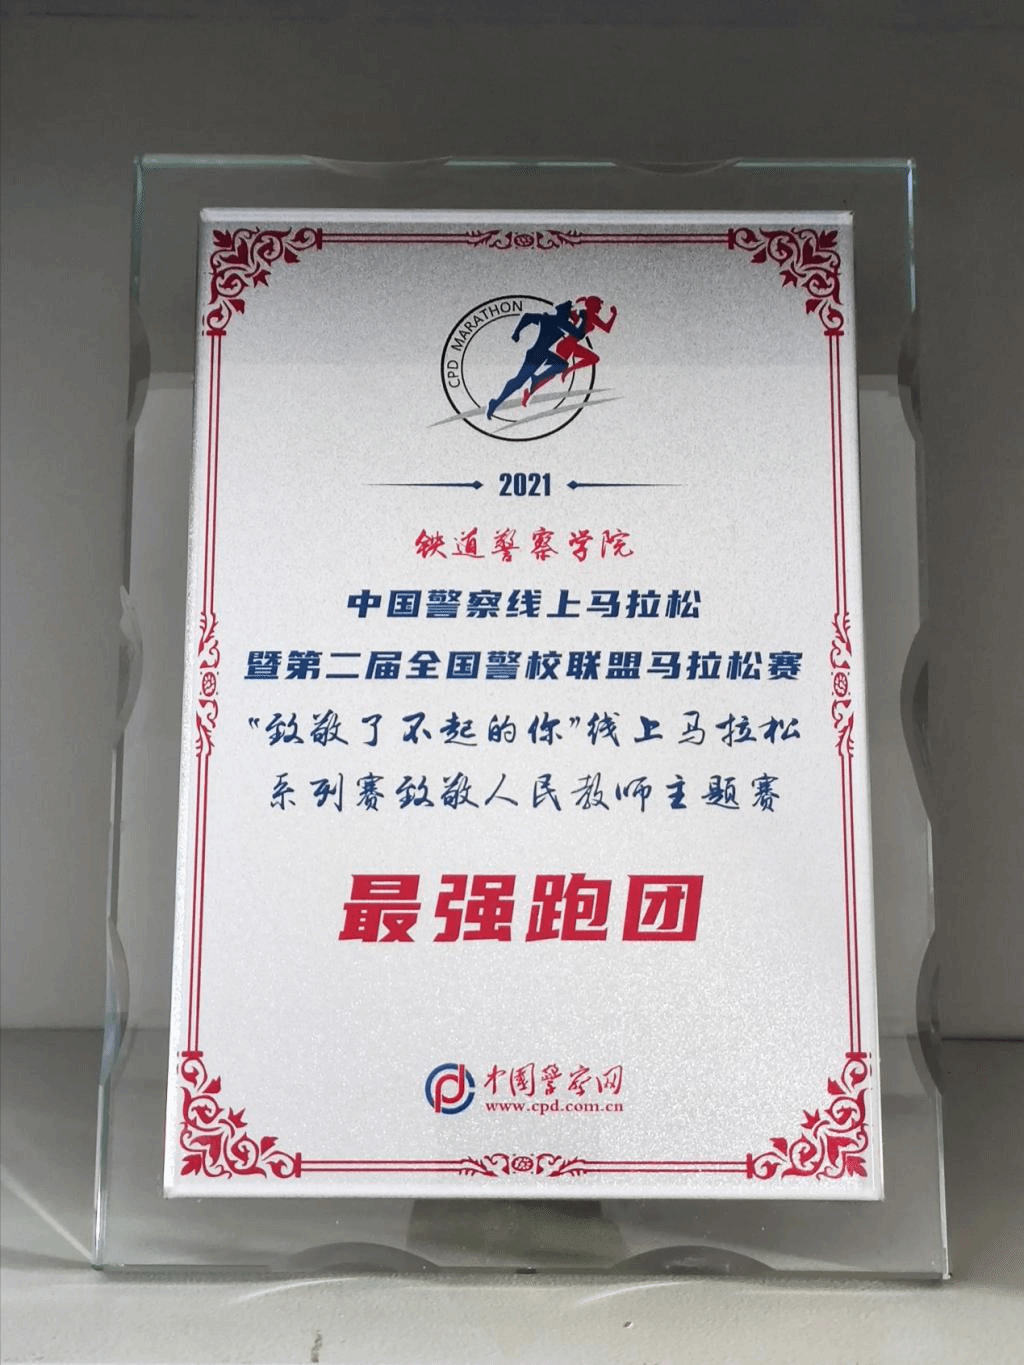 CPD MARATHON
2021
铁道警察学院
中国警察线上马拉松
暨第二届全国警校联盟马拉松赛
“致敬了不起的你”线上马拉松
系列赛致敬人民教师主题赛
最强跑团
中国警察网
www.cpd.com.cn